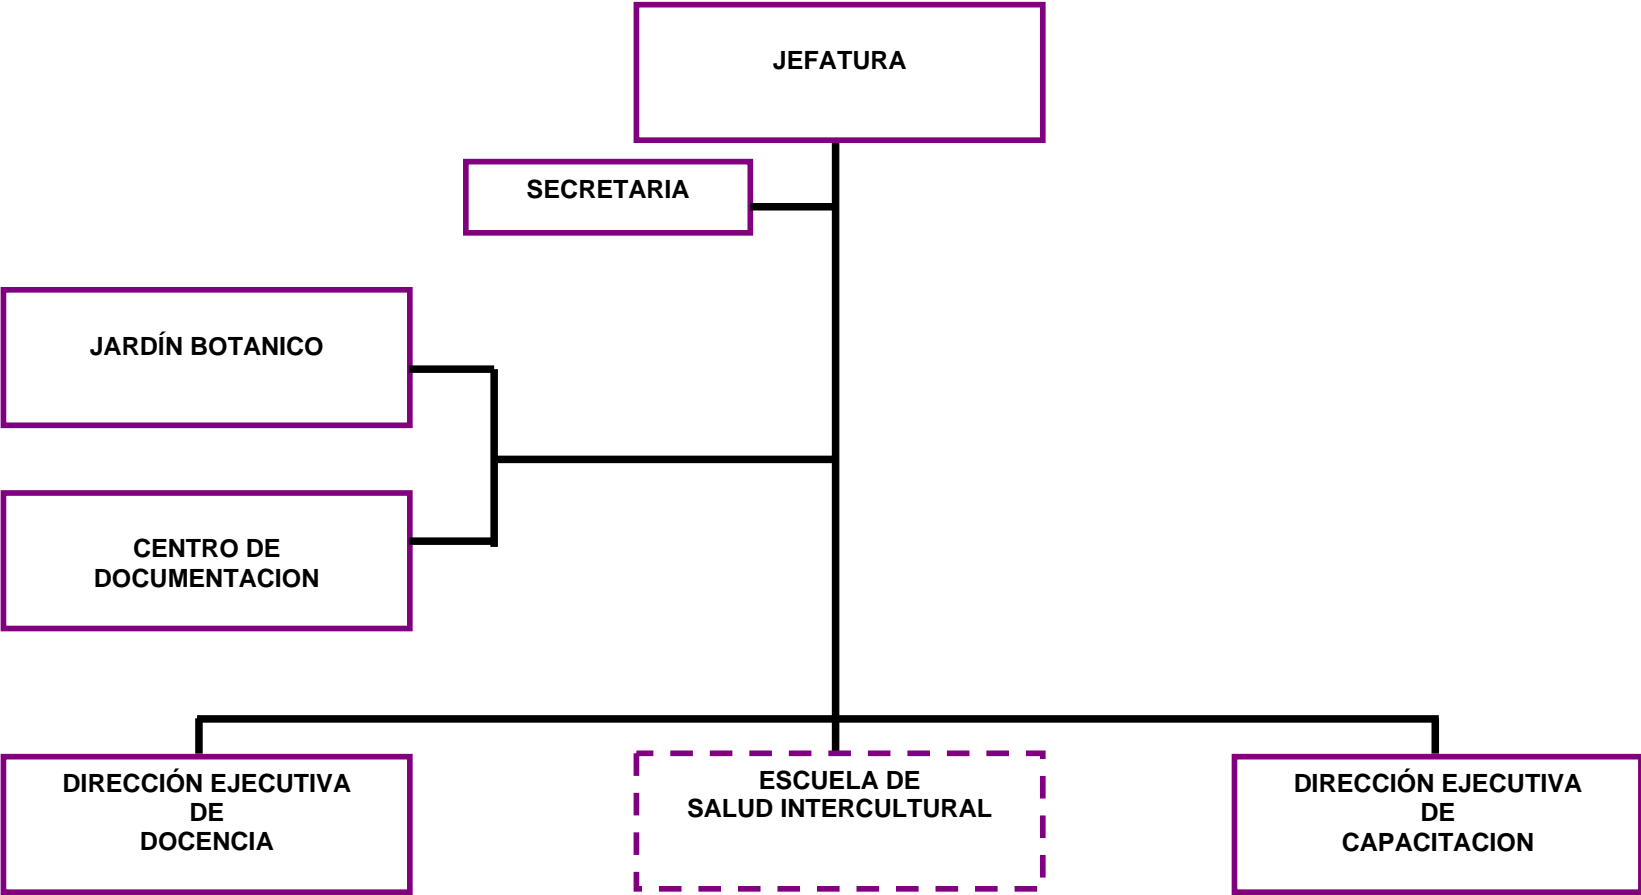 JEFATURA
SECRETARIA
JARDÍN BOTANICO
CENTRO DE
DOCUMENTACION
DIRECCIÓN EJECUTIVA
DE
DOCENCIA
ESCUELA DE
SALUD INTERCULTURAL
DIRECCIÓN EJECUTIVA
DE
CAPACITACION